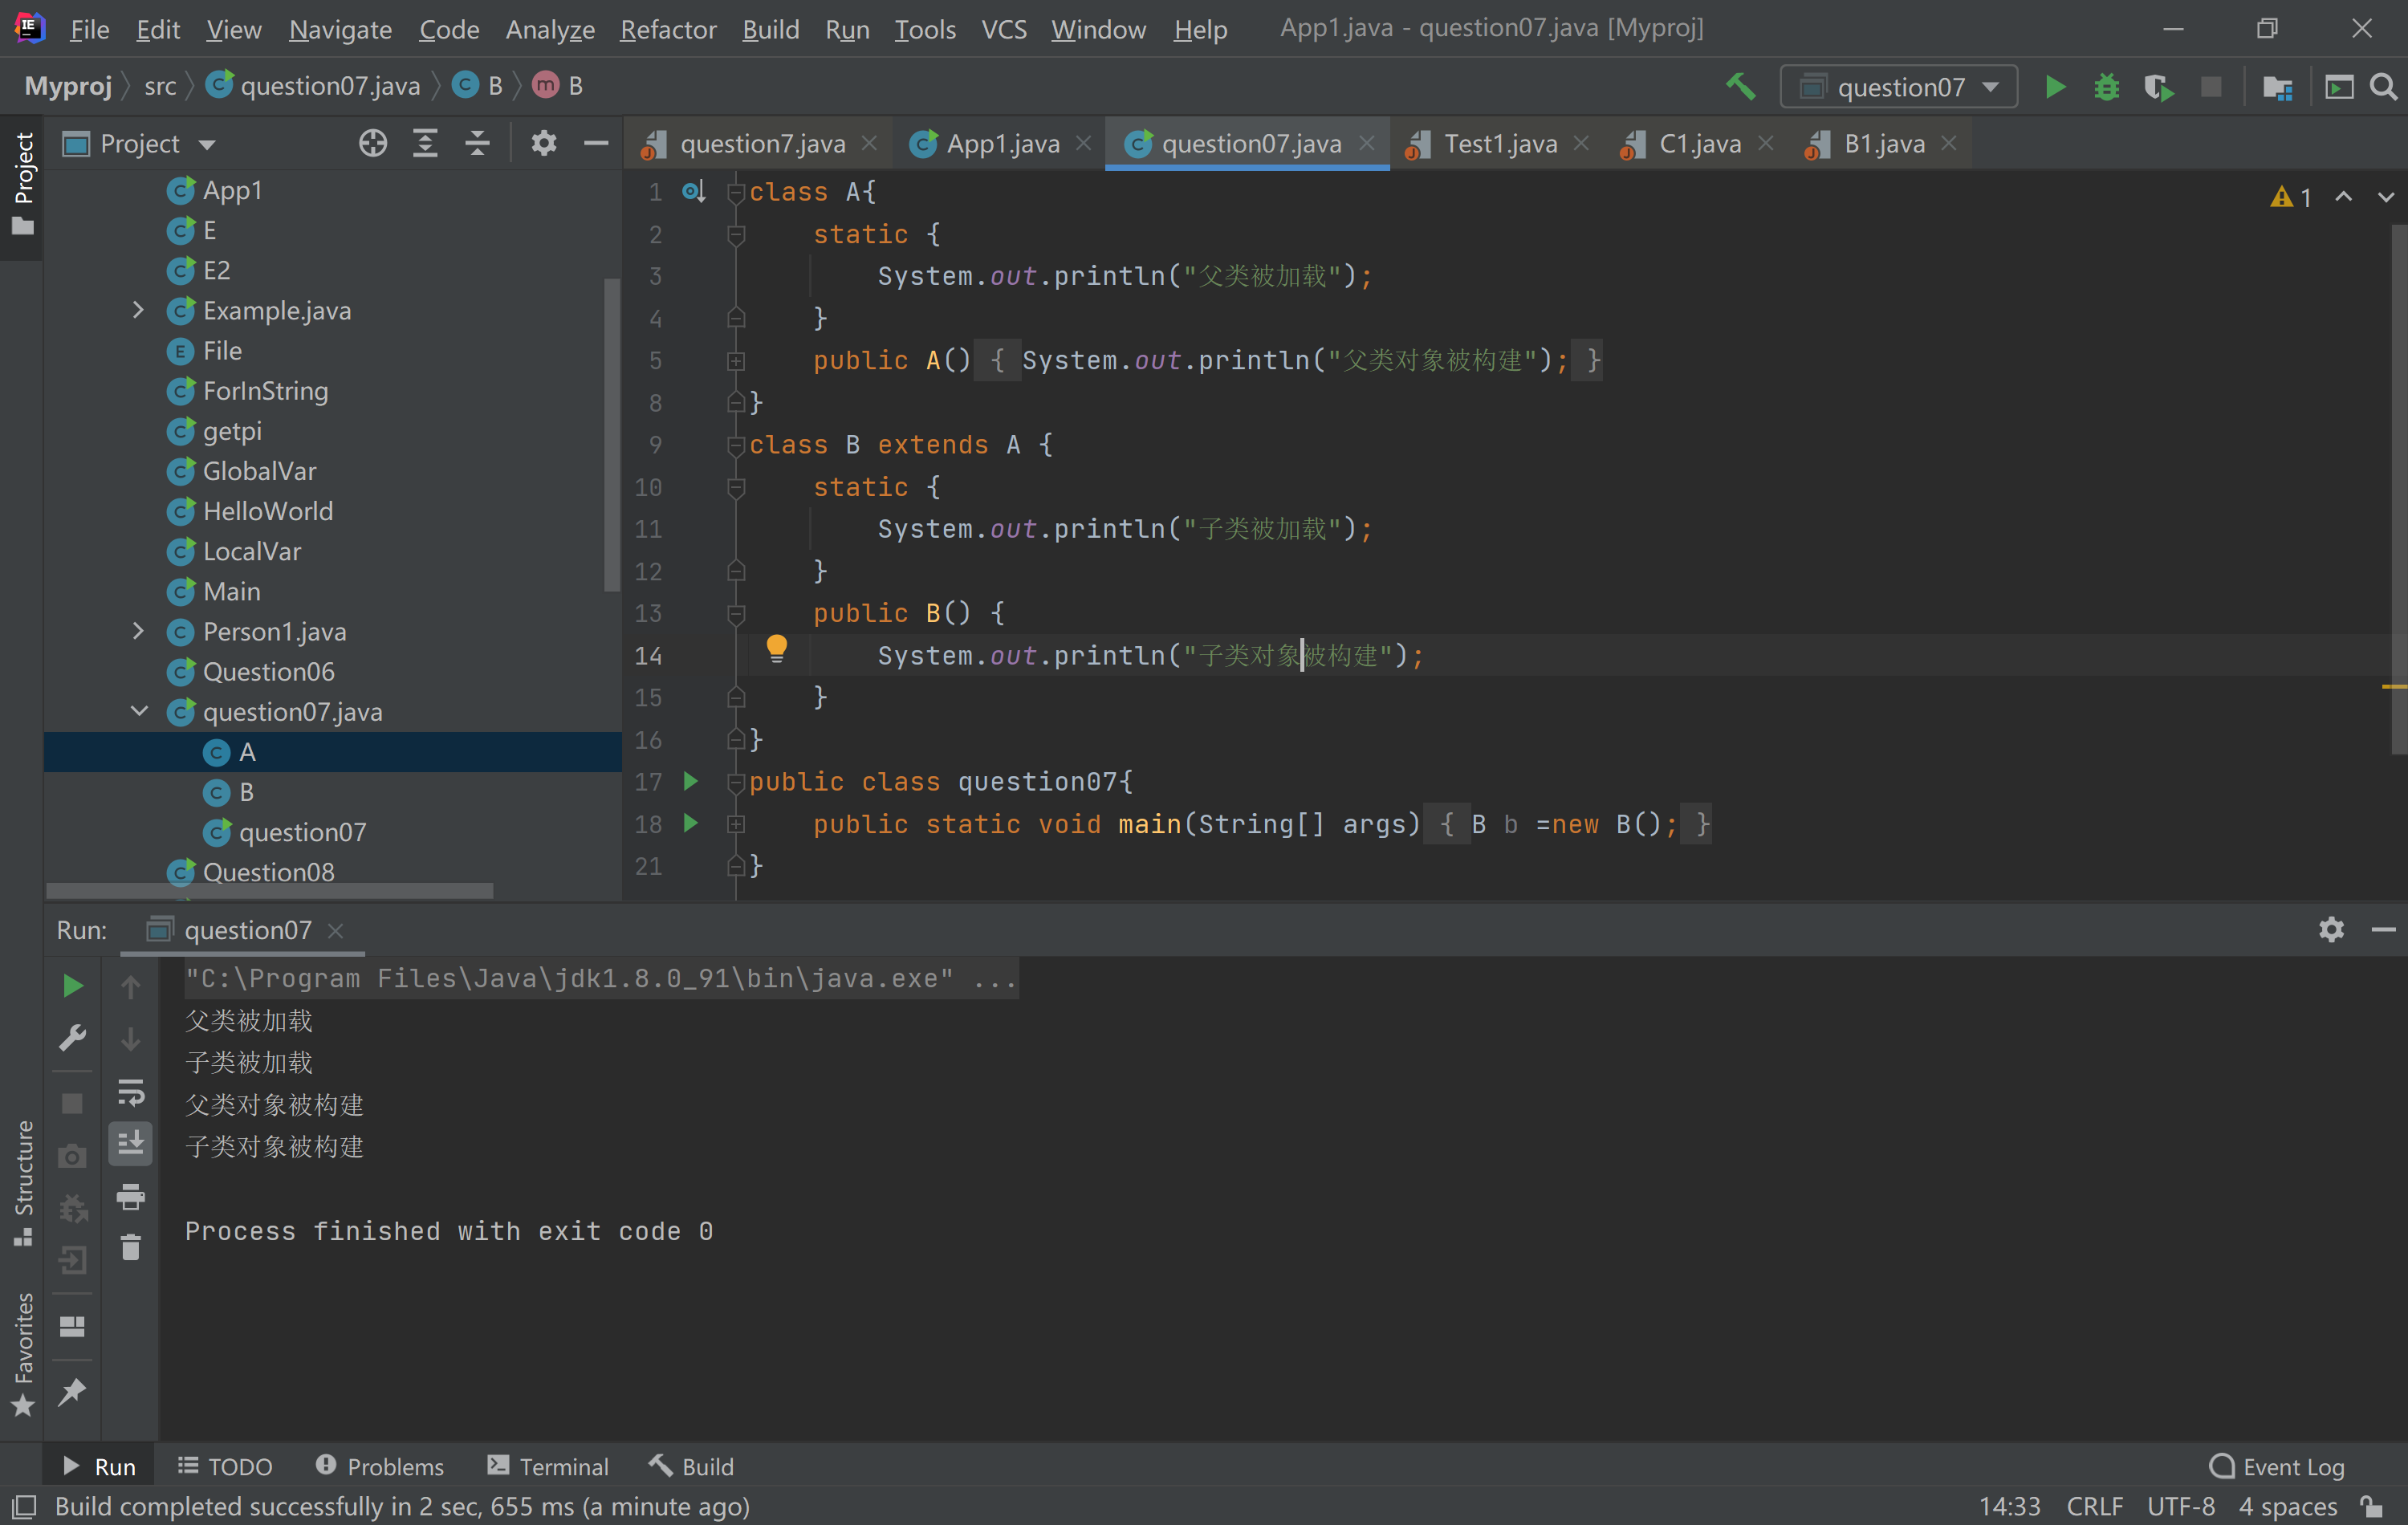 File Edit View Navigate Code Analyze Refactor Build Run Tools VCS Window Help App1.java - question07.java [Myproj]
Myproj src question07.java B m B question07
Project
Project
App1
E
E2
Example.java
File
ForInString
getpi
GlobalVar
HelloWorld
LocalVar
Main
Person1.java
Question06
question07.java
A
B
question07
Question08
question7.java App1.java question07.java Test1.java C1.java B1.java
1 class A{
2 static {
3 System.out.println("父类被加载");
4 }
5 public A() { System.out.println("父类对象被构建"); }
8 }
9 class B extends A {
10 static {
11 System.out.println("子类被加载");
12 }
13 public B() {
14 System.out.println("子类对象被构建");
15 }
16 }
17 public class question07{
18 public static void main(String[] args) { B b =new B(); }
21 }
1
Run: question07
"C:\Program Files\Java\jdk1.8.0_91\bin\java.exe" ...
父类被加载
子类被加载
父类对象被构建
子类对象被构建
Process finished with exit code 0
Structure
Favorites
Run TODO Problems Terminal Build Event Log
Build completed successfully in 2 sec, 655 ms (a minute ago) 14:33 CRLF UTF-8 4 spaces